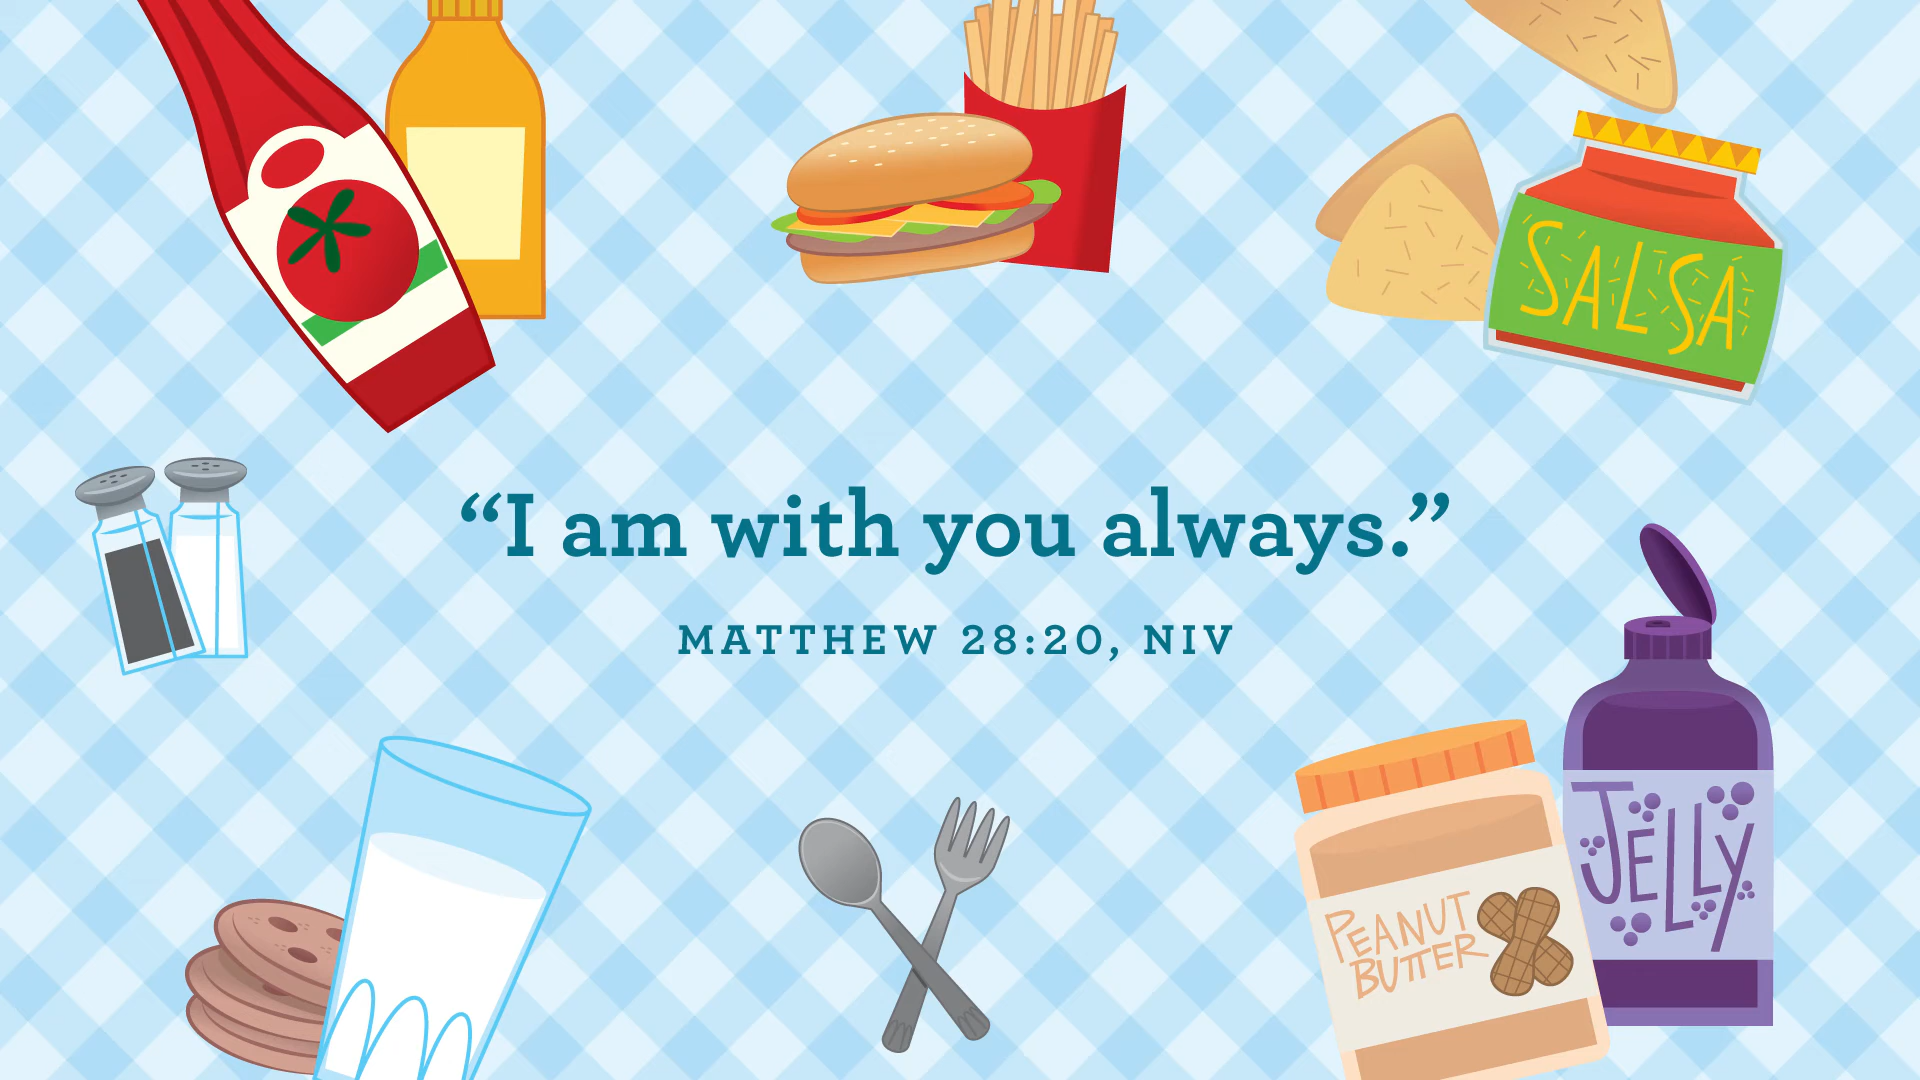 SALSA
“I am with you always.”
MATTHEW 28:20, NIV
JELLY
PEANUT
BUTTER